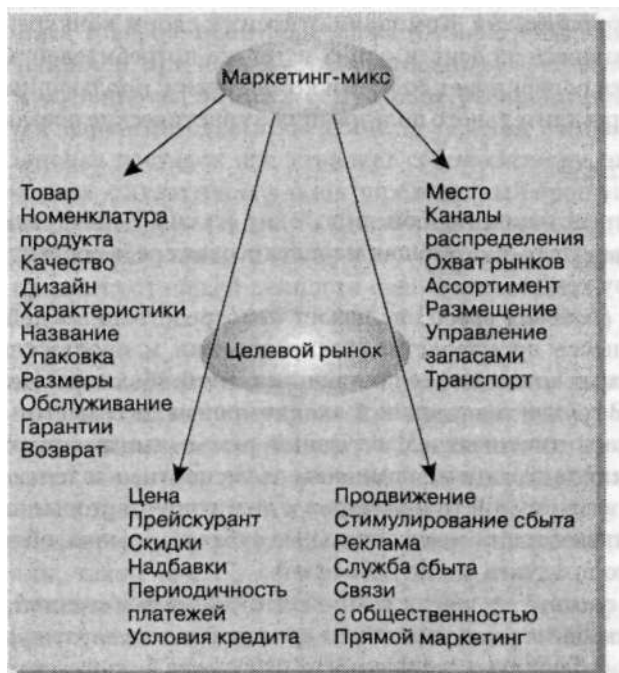 Маркетинг-микс
Товар
Номенклатура
продукта
Качество
Дизайн
Характеристики
Название
Упаковка
Размеры
Обслуживание
Гарантии
Возврат
Целевой рынок
Место
Каналы
распределения
Охват рынков
Ассортимент
Размещение
Управление
запасами
Транспорт
Цена
Прейскурант
Скидки
Надбавки
Периодичность
платежей
Условия кредита
Продвижение
Стимулирование сбыта
Реклама
Служба сбыта
Связи
с общественностью
Прямой маркетинг